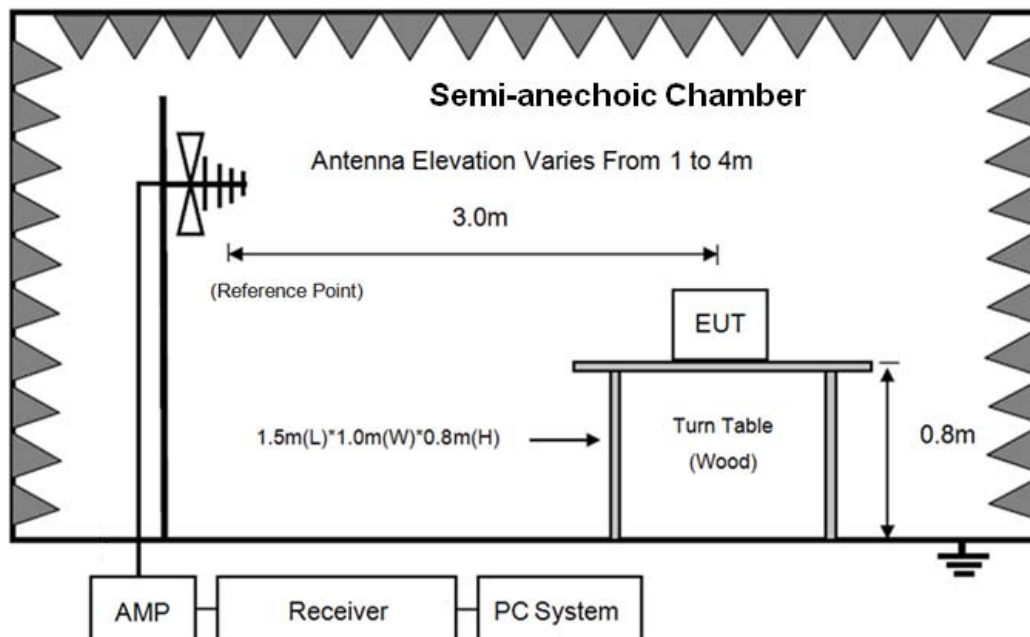 Semi-anechoic Chamber
Antenna Elevation Varies From 1 to 4m
3.0m
(Reference Point)
EUT
1.5m(L)*1.0m(W)*0.8m(H)
Turn Table
(Wood)
0.8m
AMP
Receiver
PC System